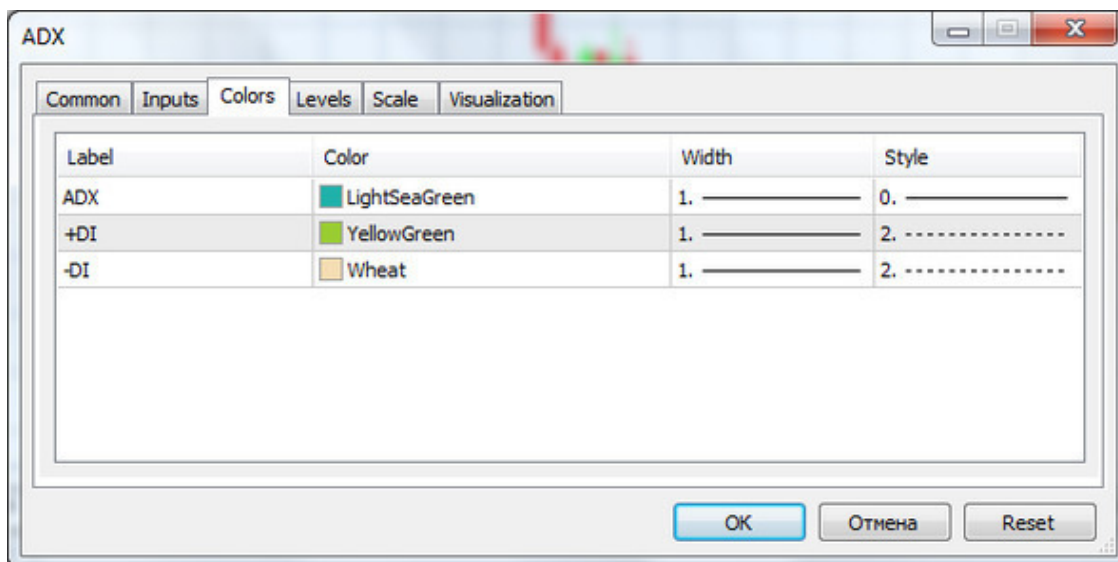 ADX
Common Inputs Colors Levels Scale Visualization
Label Color Width Style
ADX LightSeaGreen 1. 0.
+DI YellowGreen 1. 2.
-DI Wheat 1. 2.
OK Отмена Reset